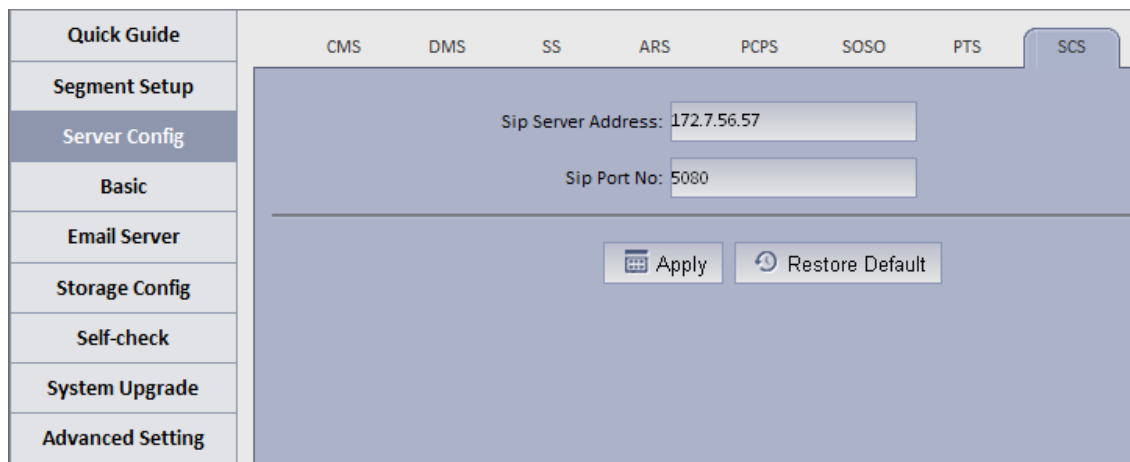 Quick Guide
Segment Setup
Server Config
Basic
Email Server
Storage Config
Self-check
System Upgrade
Advanced Setting
CMS DMS SS ARS PCPS SOSO PTS SCS
Sip Server Address: 172.7.56.57
Sip Port No: 5080
Apply Restore Default